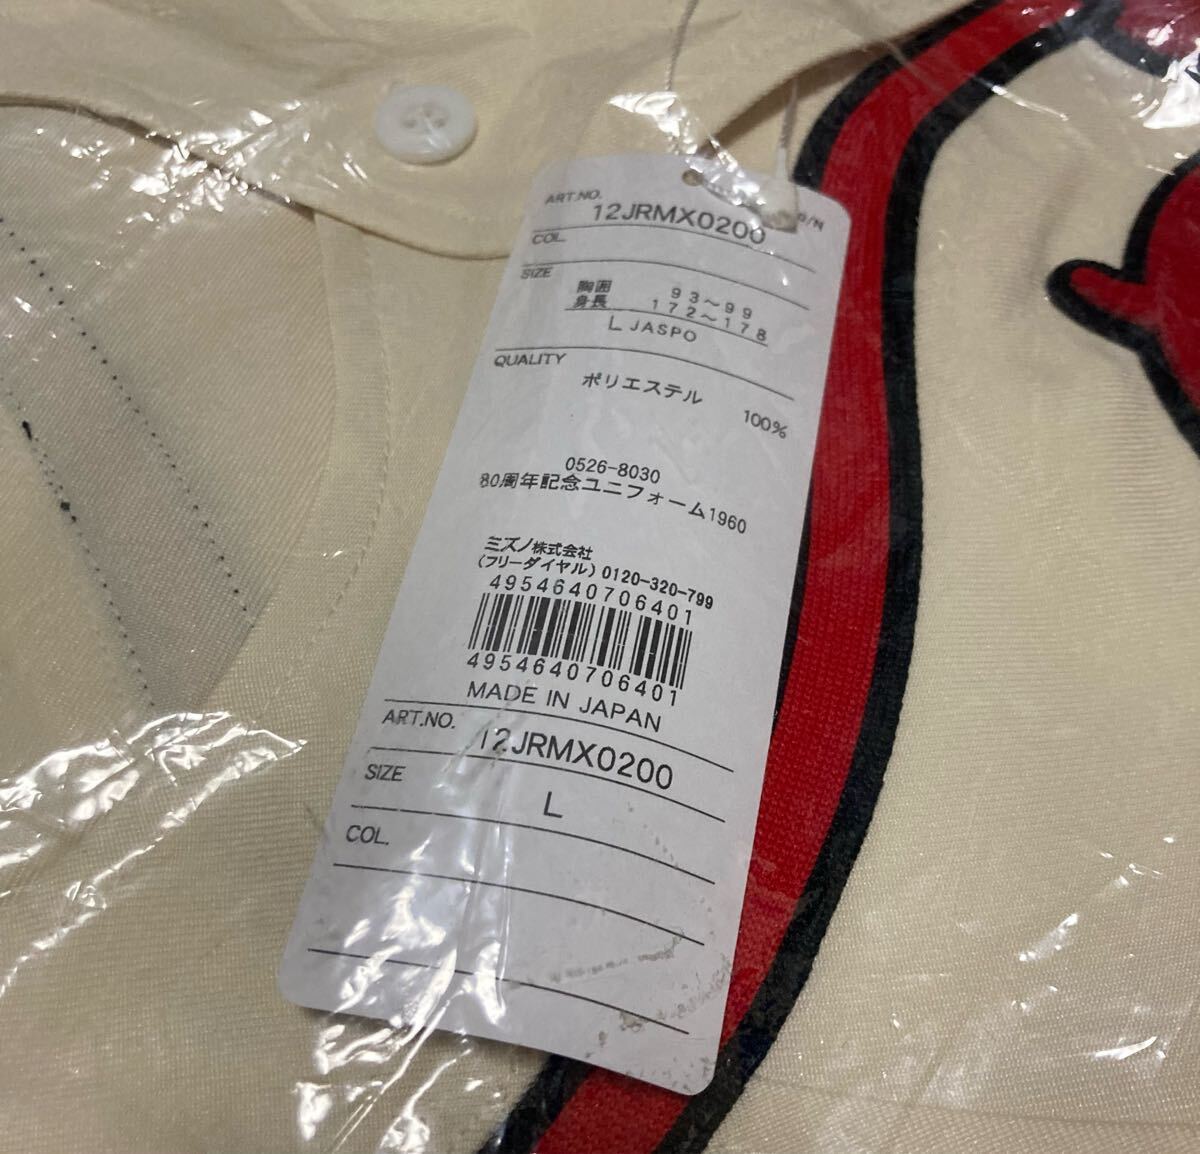 ART.NO.
12JRMX0200
COL.
SIZE
胸囲 93～99
身長 172～178
L JASPO
QUALITY
ポリエステル 100%
0526-8030
80周年記念ユニフォーム1960
ミズノ株式会社
(フリーダイヤル) 0120-320-799
4954640706401
4954640706401
MADE IN JAPAN
ART.NO.
12JRMX0200
SIZE
L
COL.